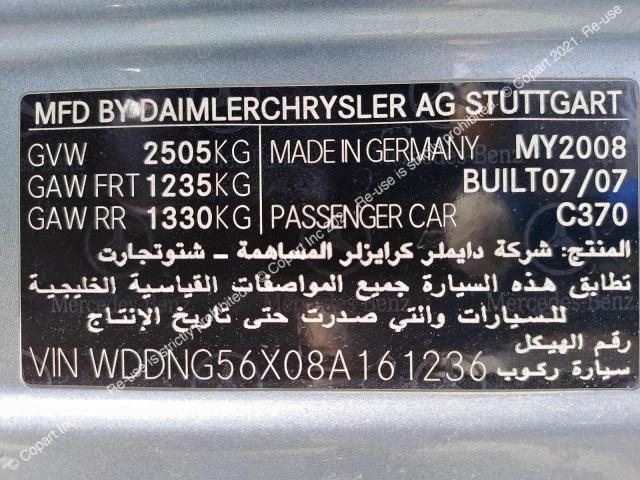 MFD BY DAIMLERCHRYSLER AG STUTTGART
GVW 2505KG MADE IN GERMANY MY2008
GAW FRT 1235KG BUILT07/07
GAW RR 1330KG PASSENGER CAR C370
المنتج: شركة دايملر كرايزلر المساهمة – شتوتجارت
تطابق هذه السيارة جميع المواصفات القياسية الخليجية
للسيارات والتي صدرت حتى تاريخ الإنتاج
رقم الهيكل
VIN WDDNG56X08A161236
سيارة ركوب